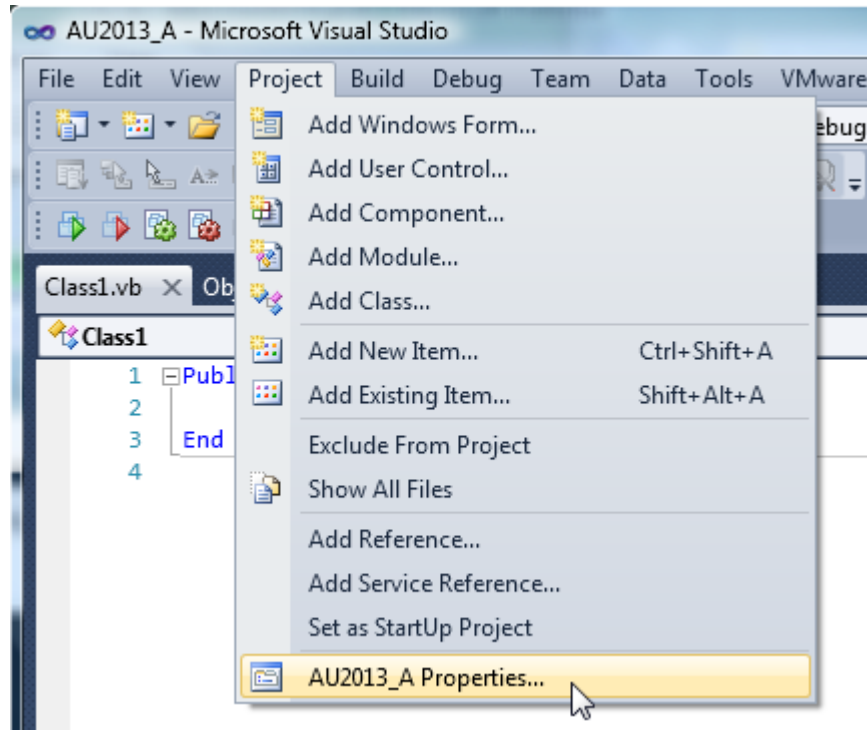 AU2013_A - Microsoft Visual Studio
File Edit View Project Build Debug Team Data Tools VMware
Add Windows Form...
ebug
Add User Control...
Add Component...
Add Module...
Class1.vb Obj
Add Class...
Class1
Add New Item... Ctrl+Shift+A
1 Publ
Add Existing Item... Shift+Alt+A
2
3 End
Exclude From Project
4
Show All Files
Add Reference...
Add Service Reference...
Set as StartUp Project
AU2013_A Properties...